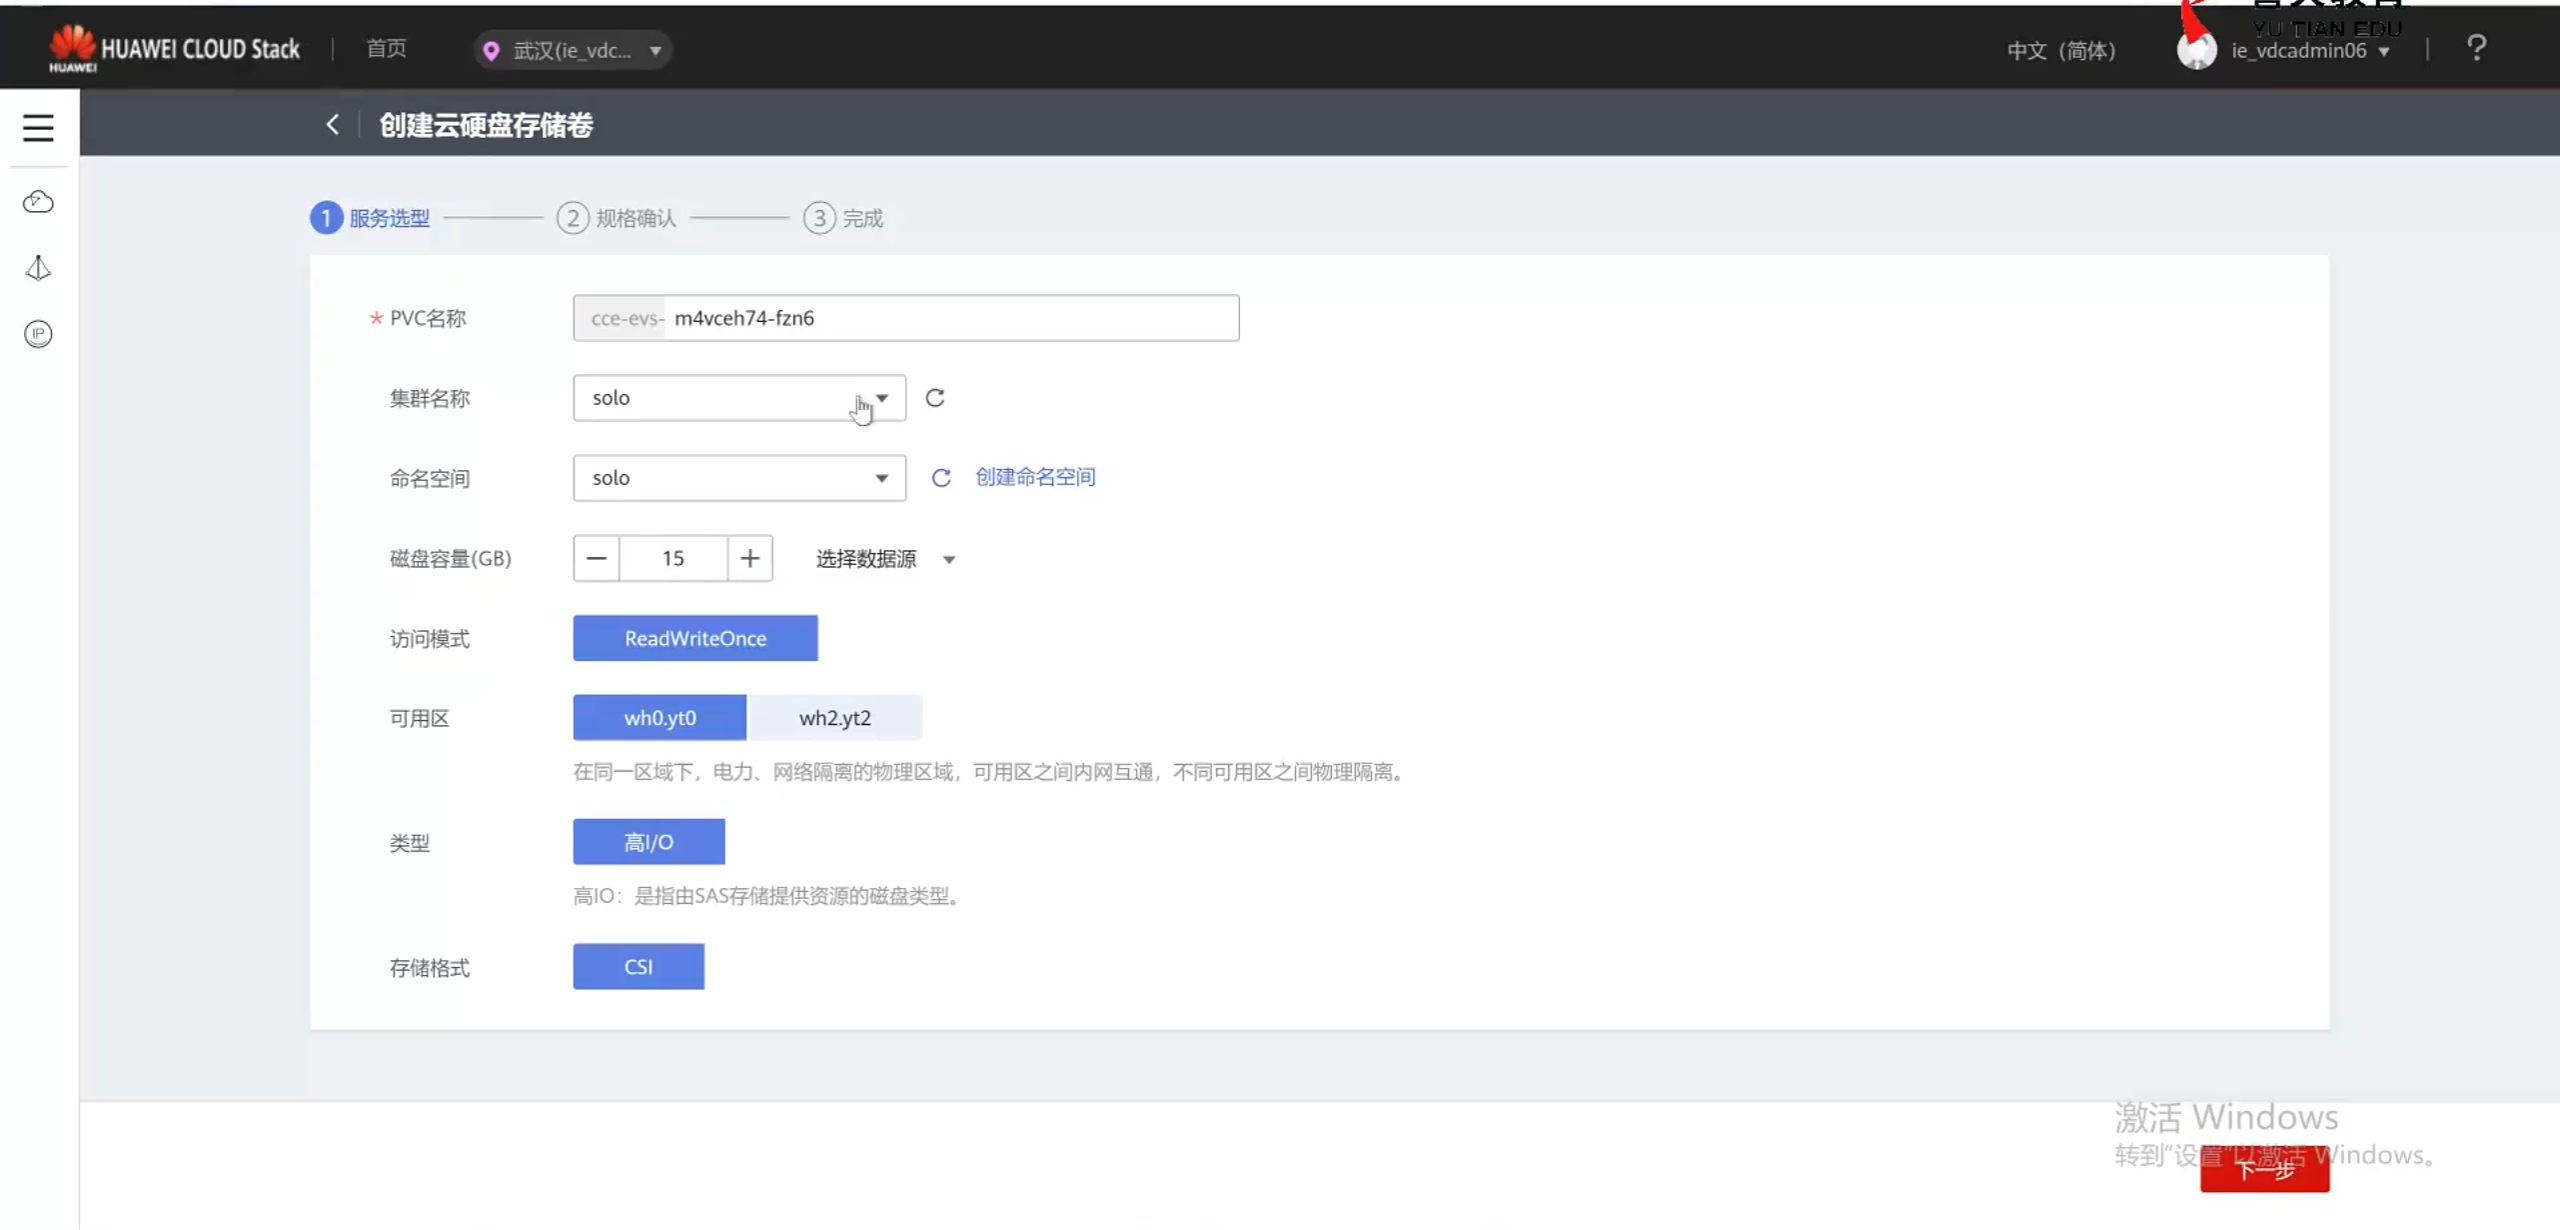 YU TIAN EDU
HUAWEI
HUAWEI CLOUD Stack
首页
武汉(ie_vdc...
中文（简体）
ie_vdcadmin06
?
创建云硬盘存储卷
1 服务选型
2 规格确认
3 完成
* PVC名称
cce-evs- m4vceh74-fzn6
集群名称
solo
命名空间
solo
创建命名空间
磁盘容量(GB)
15
选择数据源
访问模式
ReadWriteOnce
可用区
wh0.yt0
wh2.yt2
在同一区域下，电力、网络隔离的物理区域，可用区之间内网互通，不同可用区之间物理隔离。
类型
高I/O
高IO：是指由SAS存储提供资源的磁盘类型。
存储格式
CSI
IP
激活 Windows
转到"设置"以激活 Windows。
下一步